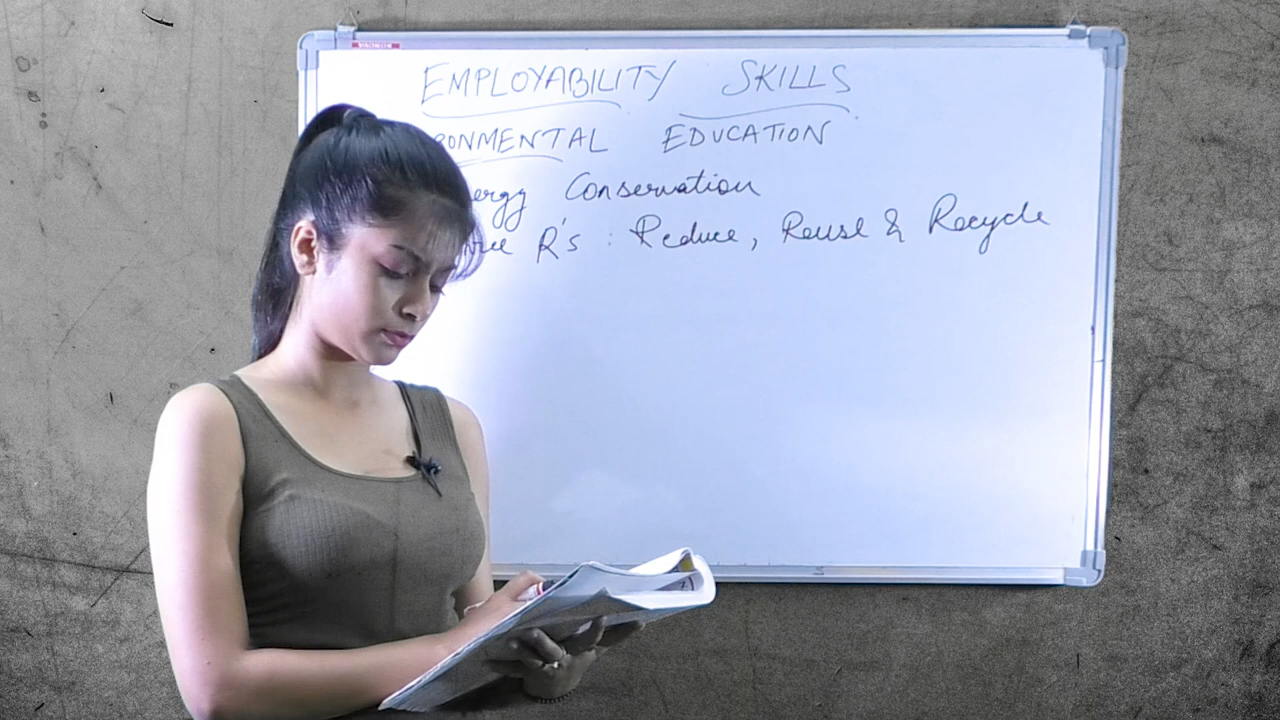 EMPLOYABILITY SKILLS
RONMENTAL EDUCATION
ergy Conservation
ree R's : Reduce, Reuse & Recycle